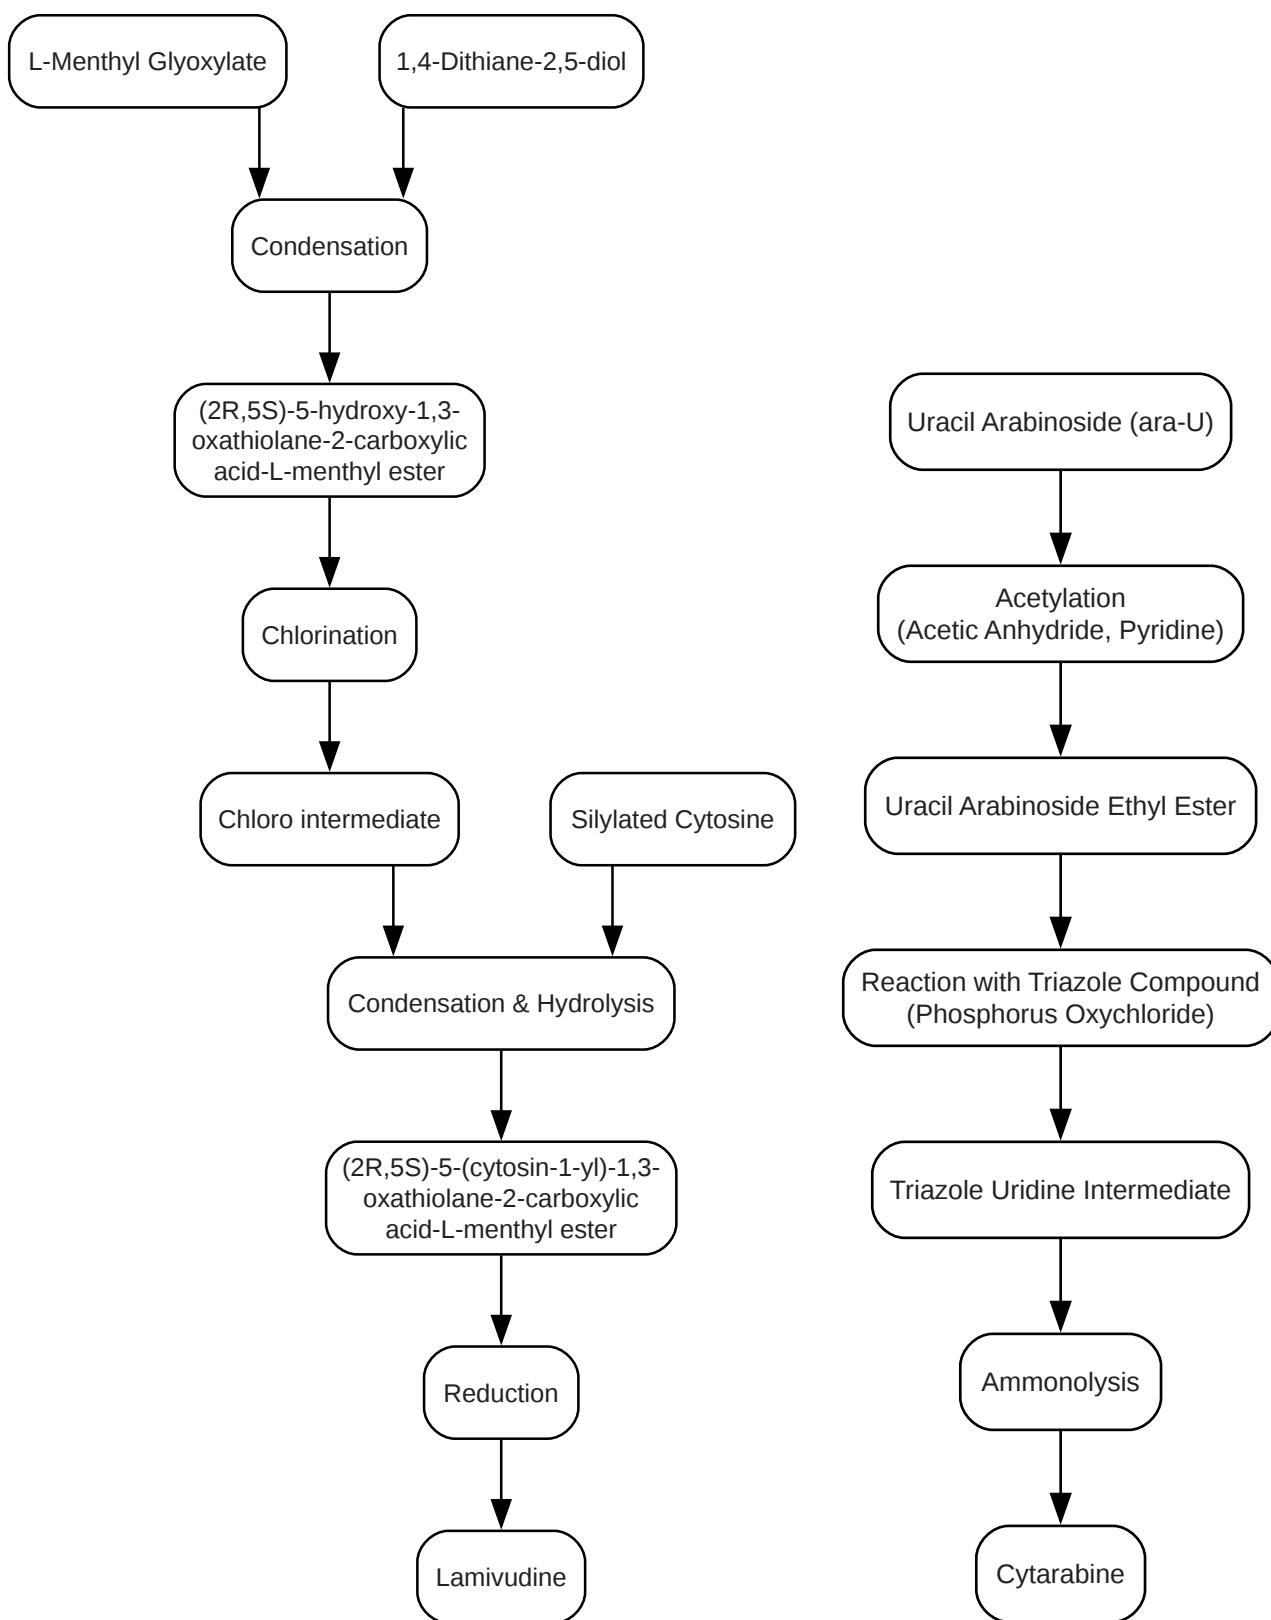 L-Menthyl Glyoxylate
1,4-Dithiane-2,5-diol
Condensation
(2R,5S)-5-hydroxy-1,3-
oxathiolane-2-carboxylic
acid-L-menthyl ester
Chlorination
Chloro intermediate
Silylated Cytosine
Condensation & Hydrolysis
(2R,5S)-5-(cytosin-1-yl)-1,3-
oxathiolane-2-carboxylic
acid-L-menthyl ester
Reduction
Lamivudine
Uracil Arabinoside (ara-U)
Acetylation
(Acetic Anhydride, Pyridine)
Uracil Arabinoside Ethyl Ester
Reaction with Triazole Compound
(Phosphorus Oxychloride)
Triazole Uridine Intermediate
Ammonolysis
Cytarabine